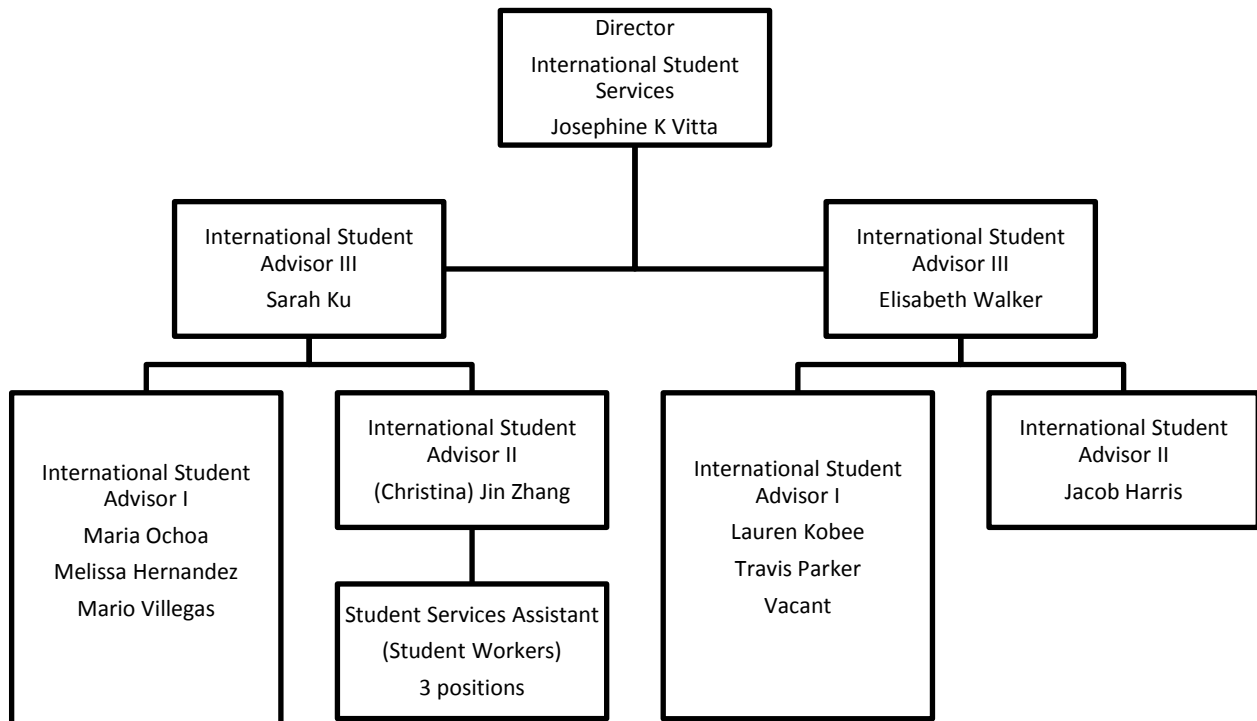 Director
International Student
Services
Josephine K Vitta
International Student
Advisor III
Sarah Ku
International Student
Advisor III
Elisabeth Walker
International Student
Advisor I
Maria Ochoa
Melissa Hernandez
Mario Villegas
International Student
Advisor II
(Christina) Jin Zhang
Student Services Assistant
(Student Workers)
3 positions
International Student
Advisor I
Lauren Kobee
Travis Parker
Vacant
International Student
Advisor II
Jacob Harris